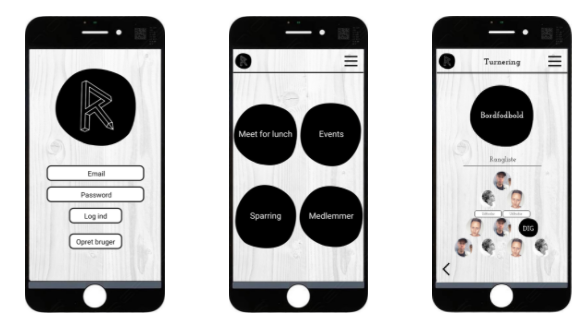 Email
Password
Log ind
Opret bruger
Meet for lunch
Events
Sparring
Medlemmer
Turnering
Bordfodbold
Rangliste
DIG